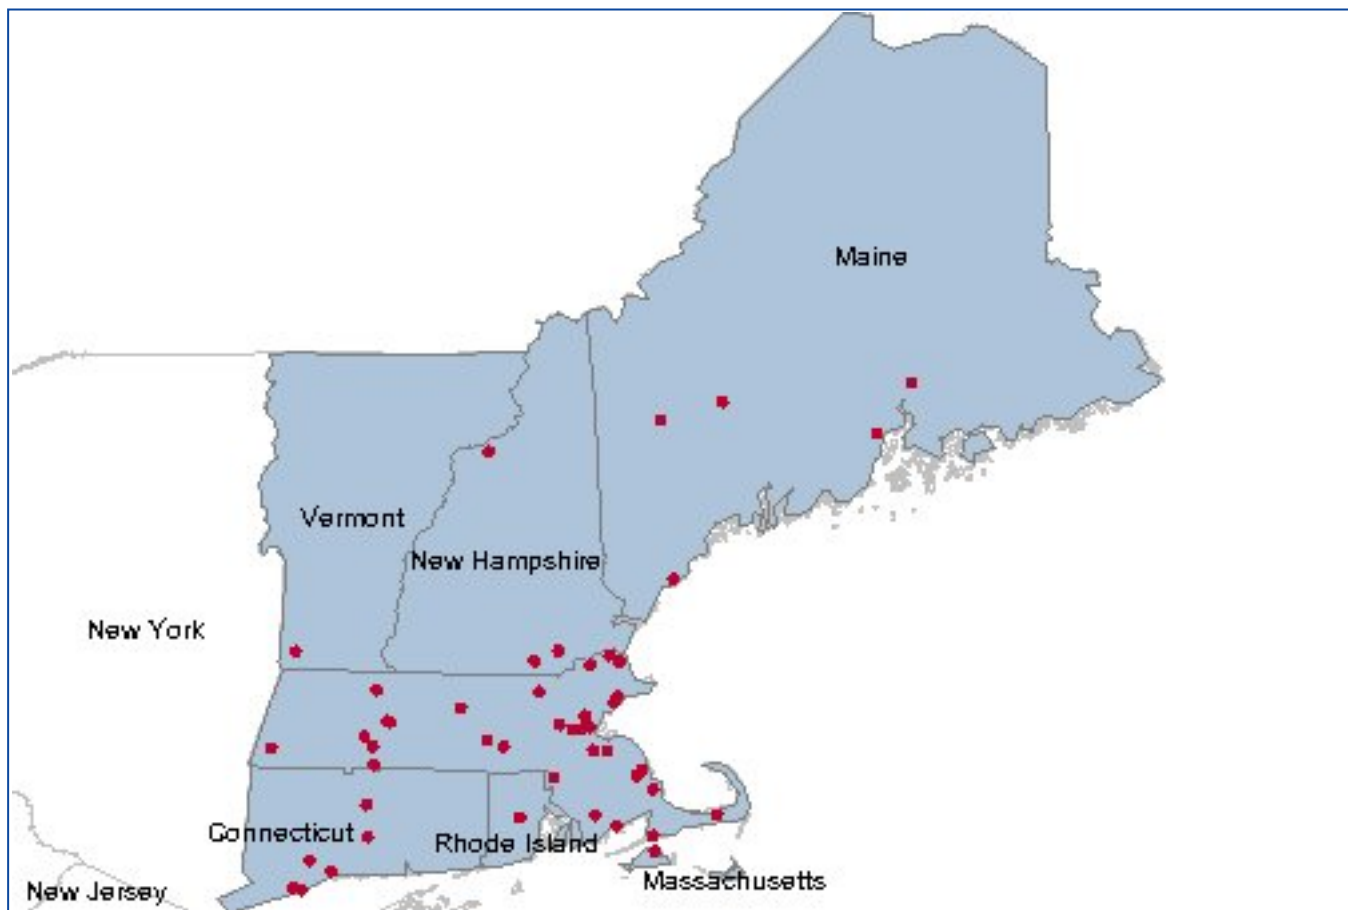 Maine
Vermont
New Hampshire
New York
Connecticut
Rhode Island
Massachusetts
New Jersey